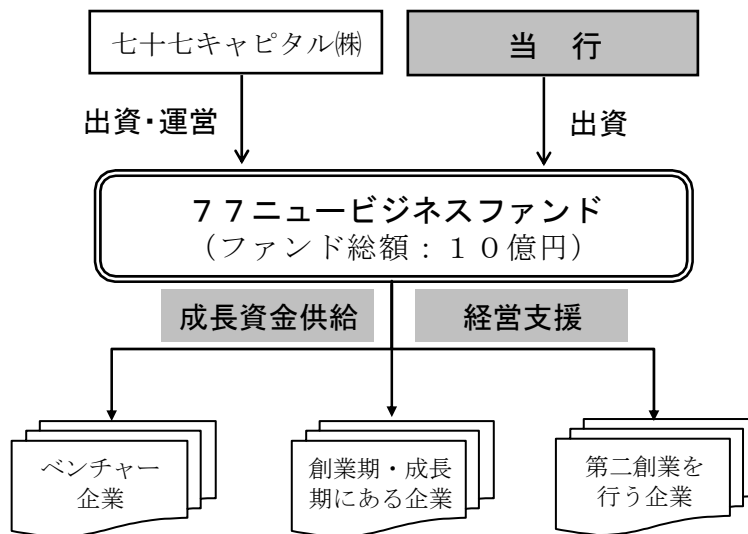 七十七キャピタル㈱
当　行
出資・運営
出資
７７ニュービジネスファンド
（ファンド総額：１０億円）
成長資金供給
経営支援
ベンチャー
企業
創業期・成長
期にある企業
第二創業を
行う企業